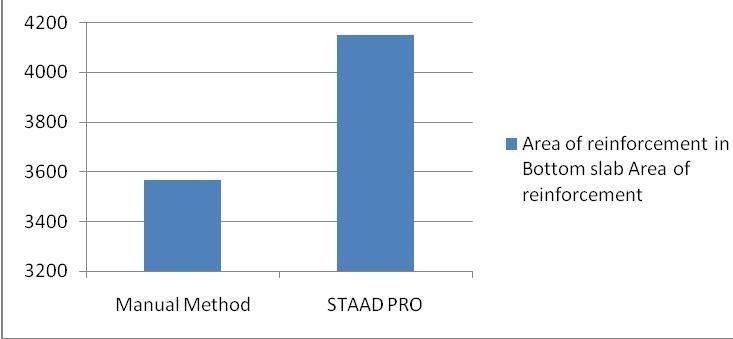 4200
4000
3800
3600
3400
3200
Manual Method
STAAD PRO
Area of reinforcement in
Bottom slab Area of
reinforcement